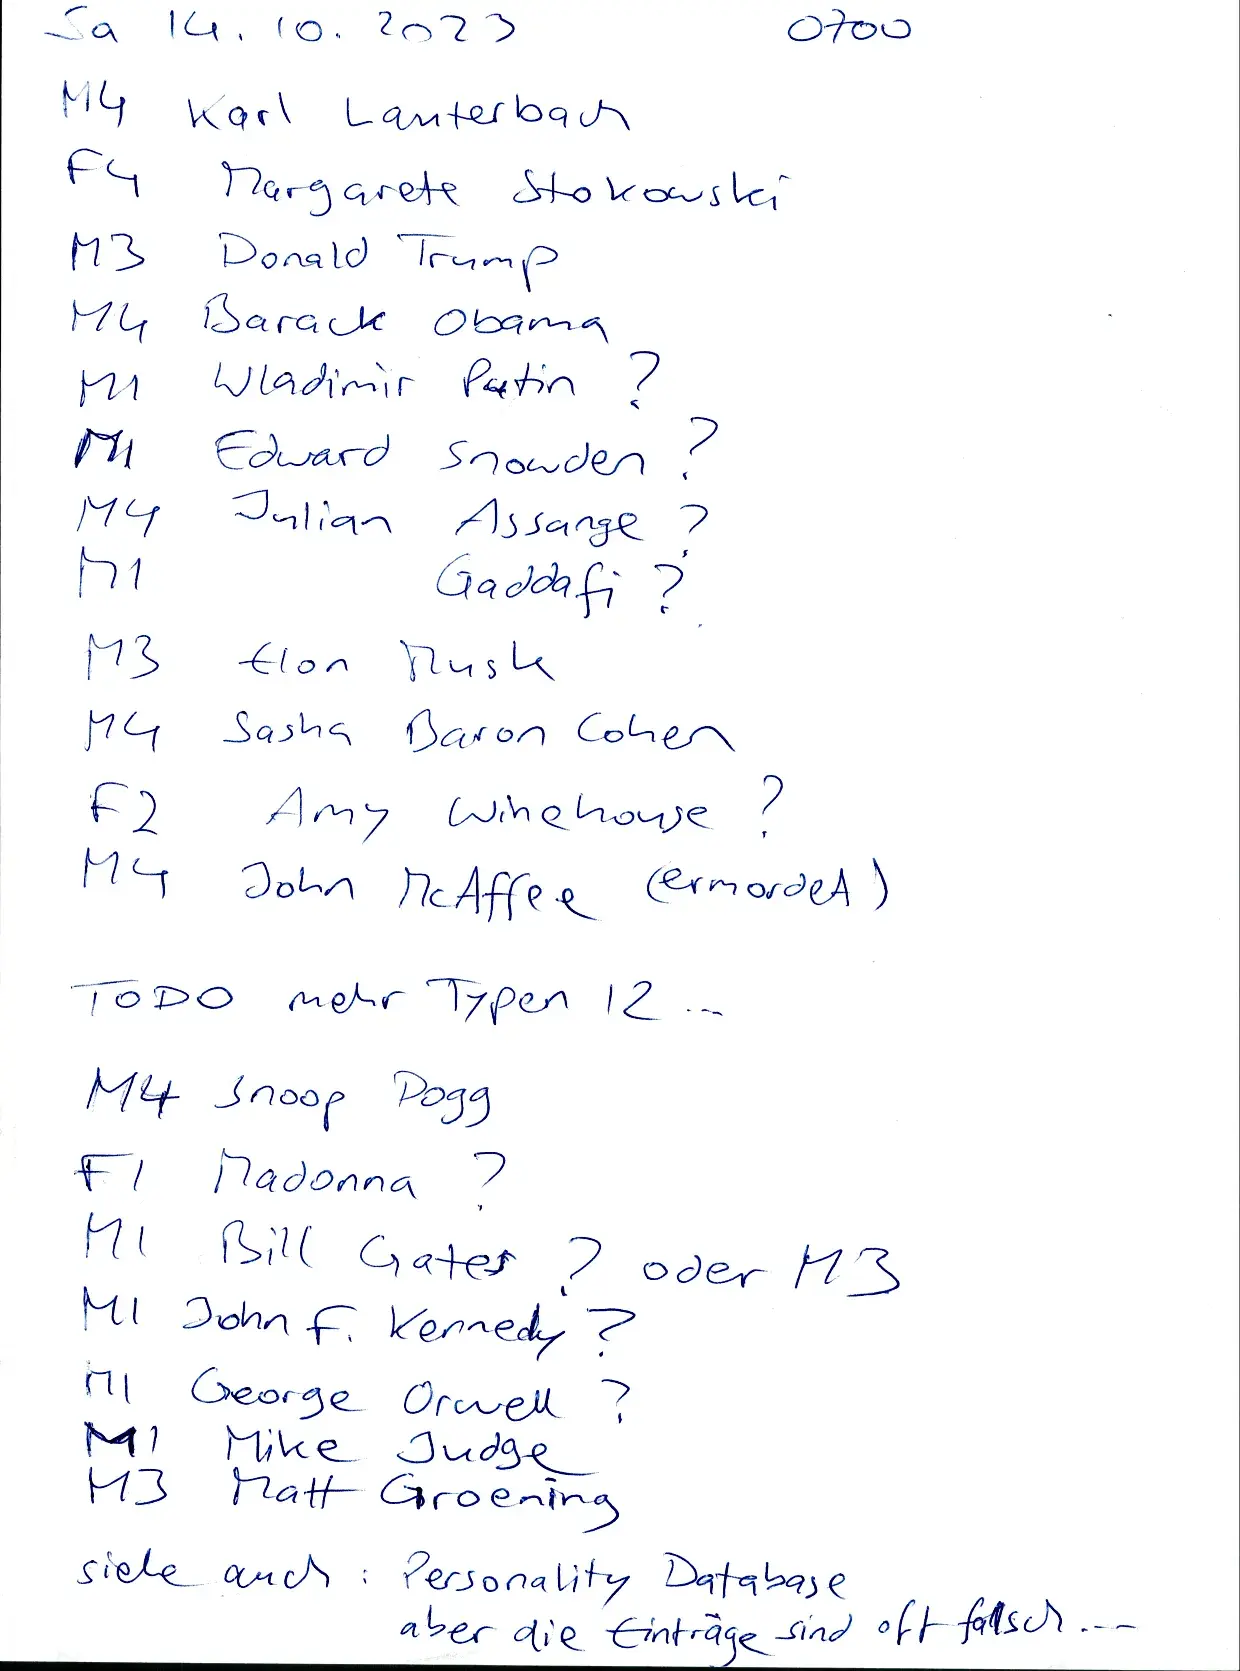 Sa 14.10.2023 0700
M4 Karl Lauterbach
F4 Margarete Stokowski
M3 Donald Trump
M4 Barack Obama
M1 Wladimir Putin ?
M1 Edward Snowden ?
M4 Julian Assange ?
M1 Gaddafi ?
M3 Elon Musk
M4 Sasha Baron Cohen
F2 Amy Winehouse ?
M4 John McAffee (ermordet)
TODO mehr Typen 12 ...
M4 Snoop Dogg
F1 Madonna ?
M1 Bill Gates ? oder M3
M1 John F. Kennedy ?
M1 George Orwell ?
M1 Mike Judge
M3 Matt Groening
siehe auch : Personality Database
aber die Einträge sind oft falsch ...